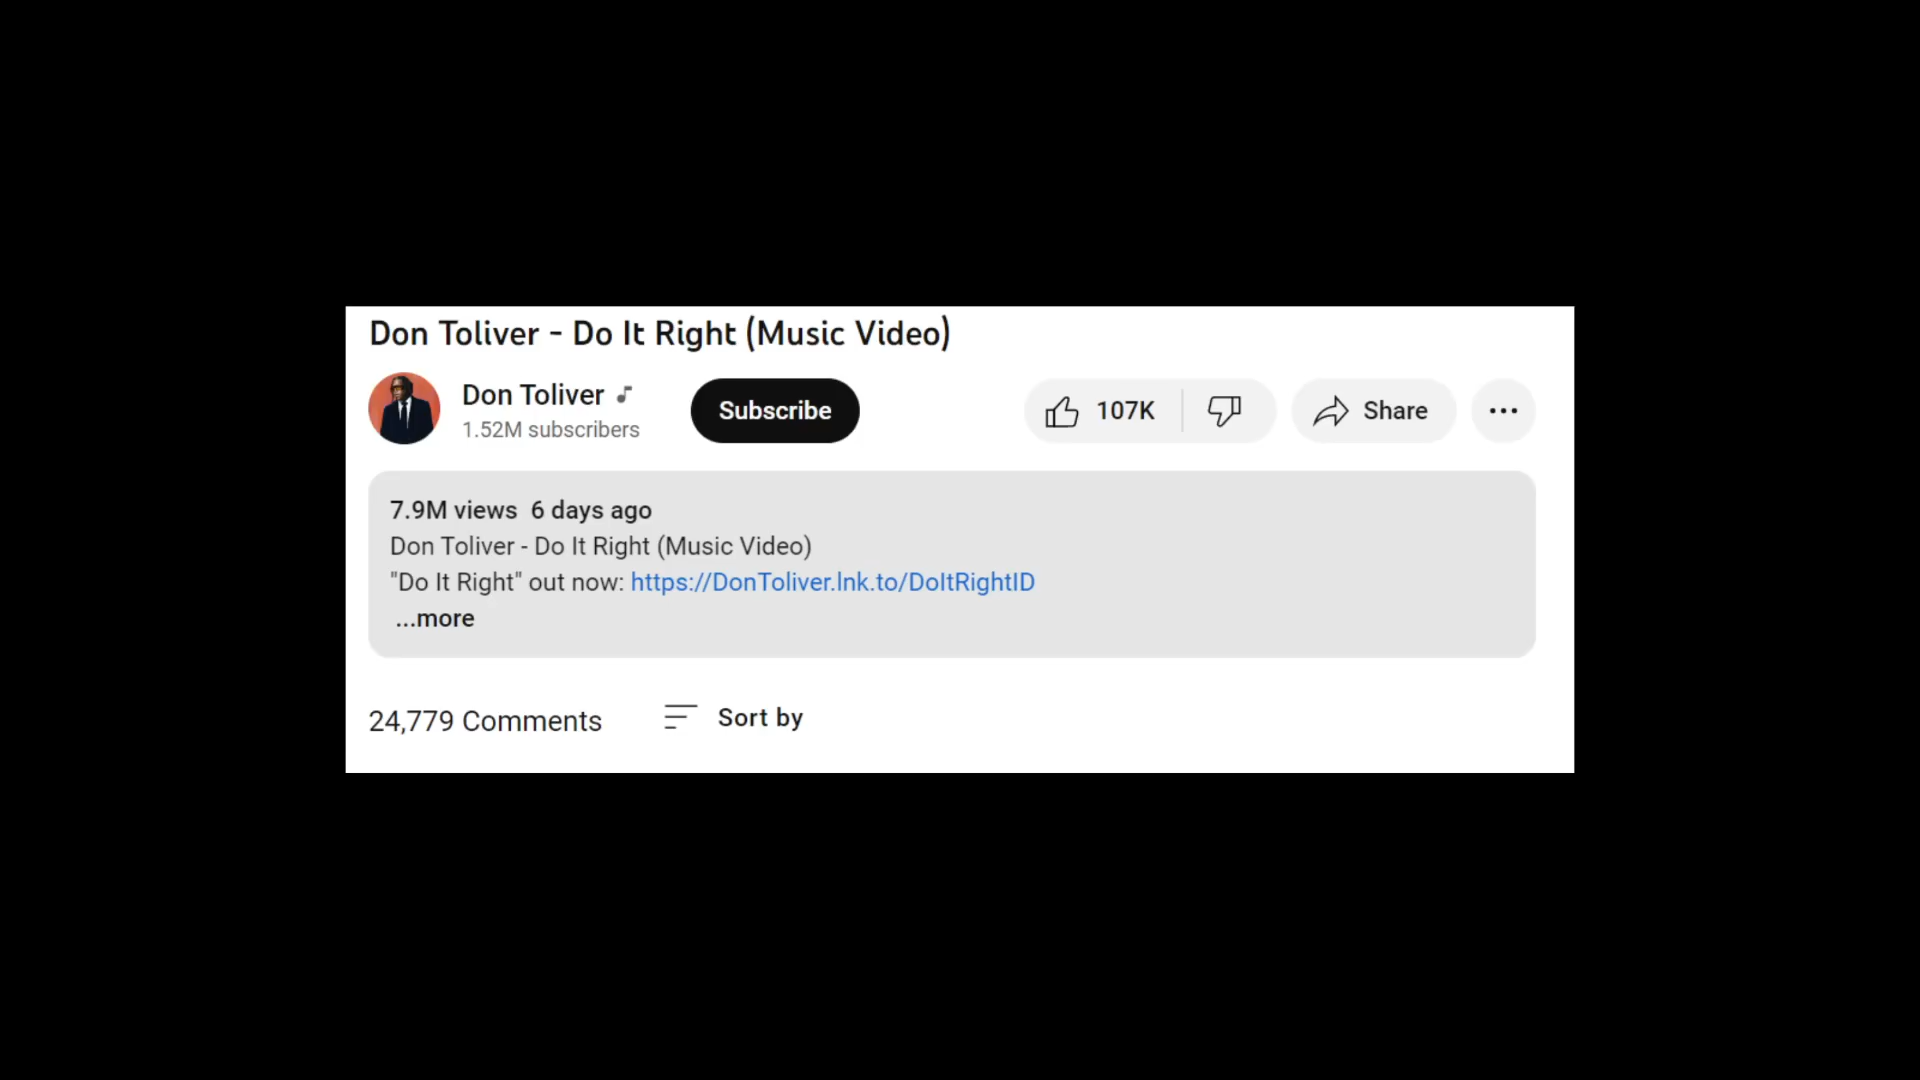 Don Toliver - Do It Right (Music Video)
Don Toliver
1.52M subscribers
Subscribe
107K
Share
7.9M views 6 days ago
Don Toliver - Do It Right (Music Video)
"Do It Right" out now: https://DonToliver.lnk.to/DoItRightID
...more
24,779 Comments
Sort by